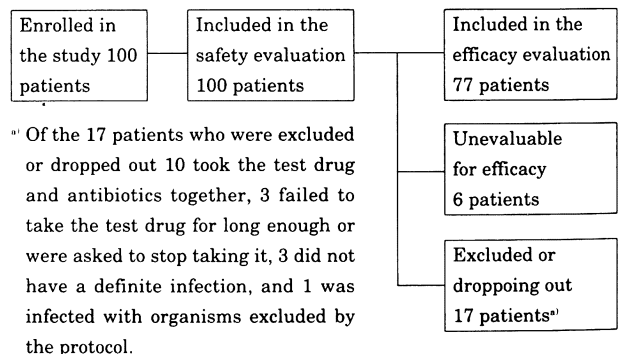 Enrolled in
the study 100
patients
Included in the
safety evaluation
100 patients
Included in the
efficacy evaluation
77 patients
Unevaluable
for efficacy
6 patients
Excluded or
droppoing out
17 patientsᵃ⁾
ᵃ⁾ Of the 17 patients who were excluded
or dropped out 10 took the test drug
and antibiotics together, 3 failed to
take the test drug for long enough or
were asked to stop taking it, 3 did not
have a definite infection, and 1 was
infected with organisms excluded by
the protocol.